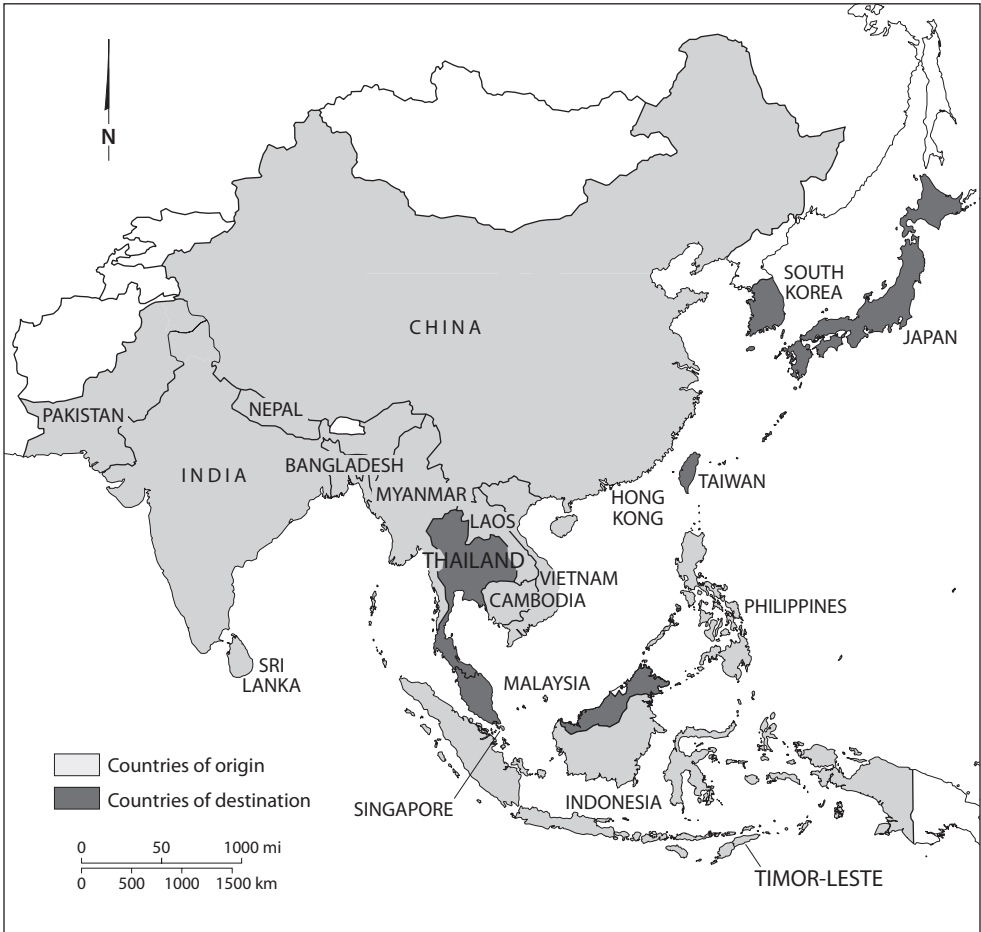 N
SOUTH
KOREA
CHINA
JAPAN
PAKISTAN
NEPAL
BANGLADESH
INDIA
TAIWAN
MYANMAR
HONG
KONG
LAOS
THAILAND
VIETNAM
CAMBODIA
PHILIPPINES
SRI
LANKA
MALAYSIA
Countries of origin
Countries of destination
SINGAPORE
INDONESIA
0 50 1000 mi
0 500 1000 1500 km
TIMOR-LESTE